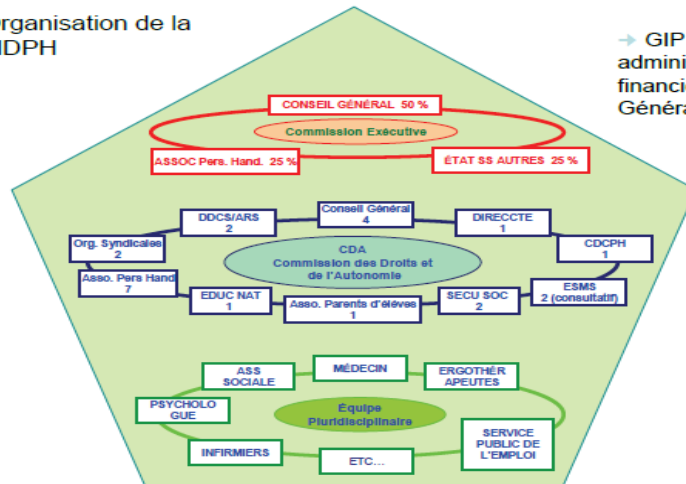 rganisation de la
IDPH
→ GIP
admini
financi
Généra
CONSEIL GÉNÉRAL 50 %
Commission Exécutive
ASSOC Pers. Hand. 25 %
ÉTAT SS AUTRES 25 %
Conseil Général
4
DDCS/ARS
2
DIRECCTE
1
Org. Syndicales
2
CDCPH
1
CDA
Commission des Droits et
de l'Autonomie
Asso. Pers Hand
7
EDUC NAT
1
Asso. Parents d'élèves
1
SECU SOC
2
ESMS
2 (consultatif)
ASS
SOCIALE
MÉDECIN
ERGOTHÉR
APEUTES
PSYCHOLO
GUE
Équipe
Pluridisciplinaire
INFIRMIERS
ETC...
SERVICE
PUBLIC DE
L'EMPLOI